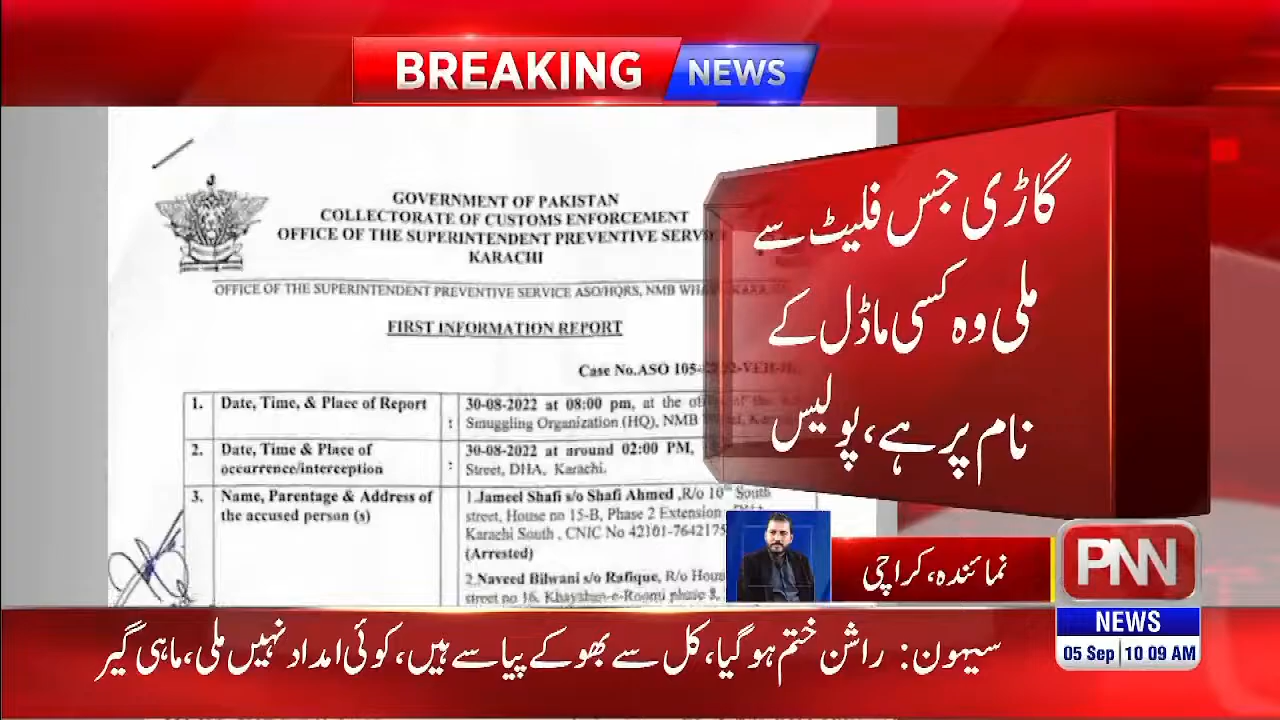 BREAKING NEWS
GOVERNMENT OF PAKISTAN
COLLECTORATE OF CUSTOMS ENFORCEMENT
OFFICE OF THE SUPERINTENDENT PREVENTIVE
KARACHI
OFFICE OF THE SUPERINTENDENT PREVENTIVE SERVICE ASO/HQRS, NMB
FIRST INFORMATION REPORT
Case No.ASO 105-
1. Date, Time, & Place of Report : 30-08-2022 at 08:00 pm, at the
Smuggling Organization (HQ), NMB
2. Date, Time & Place of occurrence/interception : 30-08-2022 at around 02:00 PM,
Street, DHA, Karachi.
3. Name, Parentage & Address of
the accused person (s)
1.Jameel Shafi s/o Shafi Ahmed ,R/o 10th South
street, House no 15-B, Phase 2 Extension
Karachi South , CNIC No 42101-7642175
(Arrested)
2.Naveed Bilwani s/o Rafique, R/o
street no 16, Khayaban-e-Roomi phase 8,
گاڑی جس فلیٹ سے
ملی وہ کسی ماڈل کے
نام پر ہے، پولیس
نمائندہ، کراچی
PNN
NEWS
05 Sep 10 09 AM
سیہون: راشن ختم ہوگیا، کل سے بھوکے پیاسے ہیں، کوئی امداد نہیں ملی، ماہی گیر